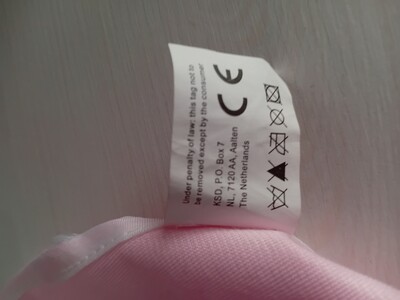 Under penalty of law: this tag not to
be removed except by the consumer
KSD, P.O. Box 7
NL, 7120 AA, Aalten
The Netherlands
CE